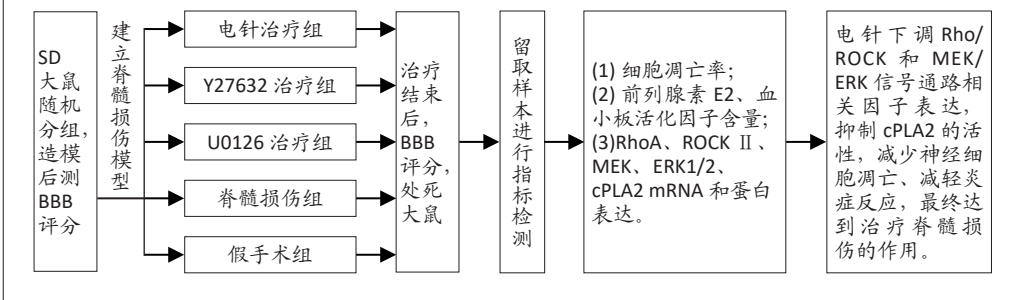 SD
大鼠
随机
分组，
造模
后测
BBB
评分
建立脊髓损伤模型
电针治疗组
Y27632 治疗组
U0126 治疗组
脊髓损伤组
假手术组
治疗
结束
后，
BBB
评分，
处死
大鼠
留取样本进行指标检测
(1) 细胞凋亡率；
(2) 前列腺素 E2、血
小板活化因子含量；
(3)RhoA、ROCK Ⅱ、
MEK、ERK1/2、
cPLA2 mRNA 和蛋白
表达。
电针下调 Rho/
ROCK 和 MEK/
ERK 信号通路相
关因子表达，
抑制 cPLA2 的活
性，减少神经细
胞凋亡、减轻炎
症反应，最终达
到治疗脊髓损
伤的作用。